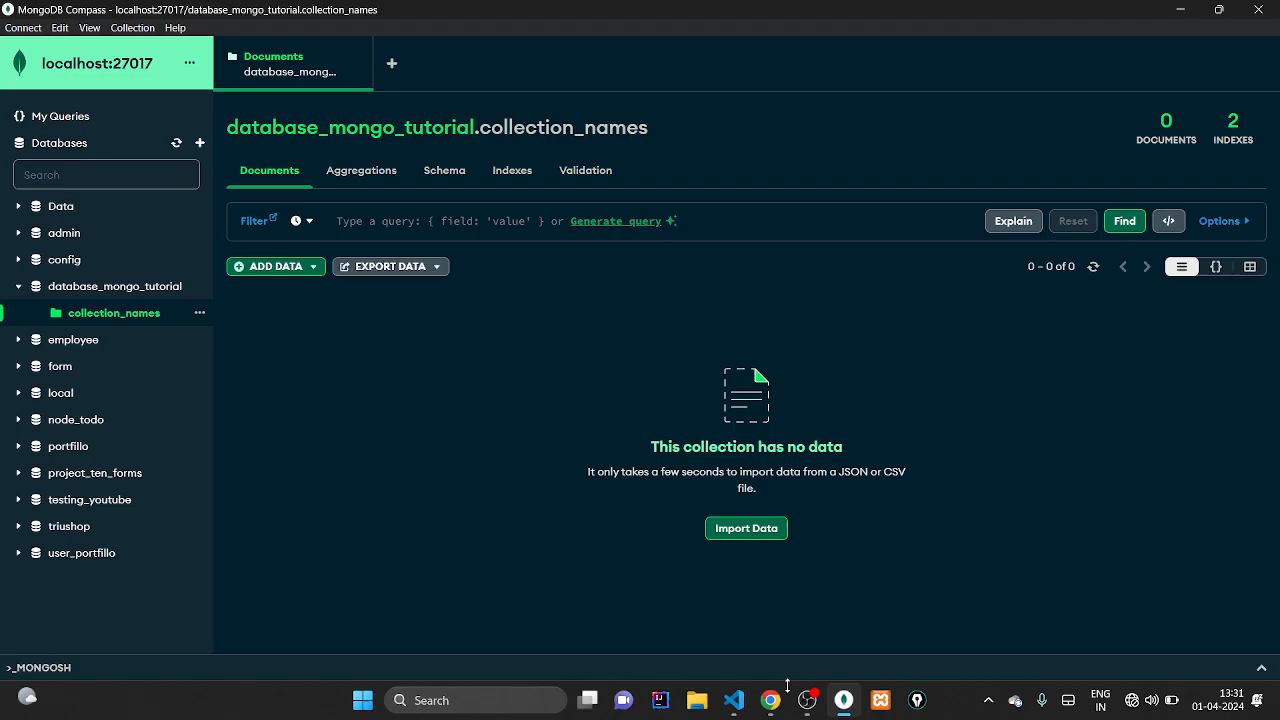 MongoDB Compass - localhost:27017/database_mongo_tutorial.collection_names
Connect Edit View Collection Help
localhost:27017 ...
Documents
database_mong...
My Queries
Databases
Search
Data
admin
config
database_mongo_tutorial
collection_names ...
employee
form
local
node_todo
portfillo
project_ten_forms
testing_youtube
triushop
user_portfillo
database_mongo_tutorial.collection_names
0
DOCUMENTS
2
INDEXES
Documents Aggregations Schema Indexes Validation
Filter Type a query: { field: 'value' } or Generate query Explain Reset Find </> Options
ADD DATA EXPORT DATA 0 – 0 of 0 {}
This collection has no data
It only takes a few seconds to import data from a JSON or CSV
file.
Import Data
>_MONGOSH
Search
ENG
IN
13:31
01-04-2024